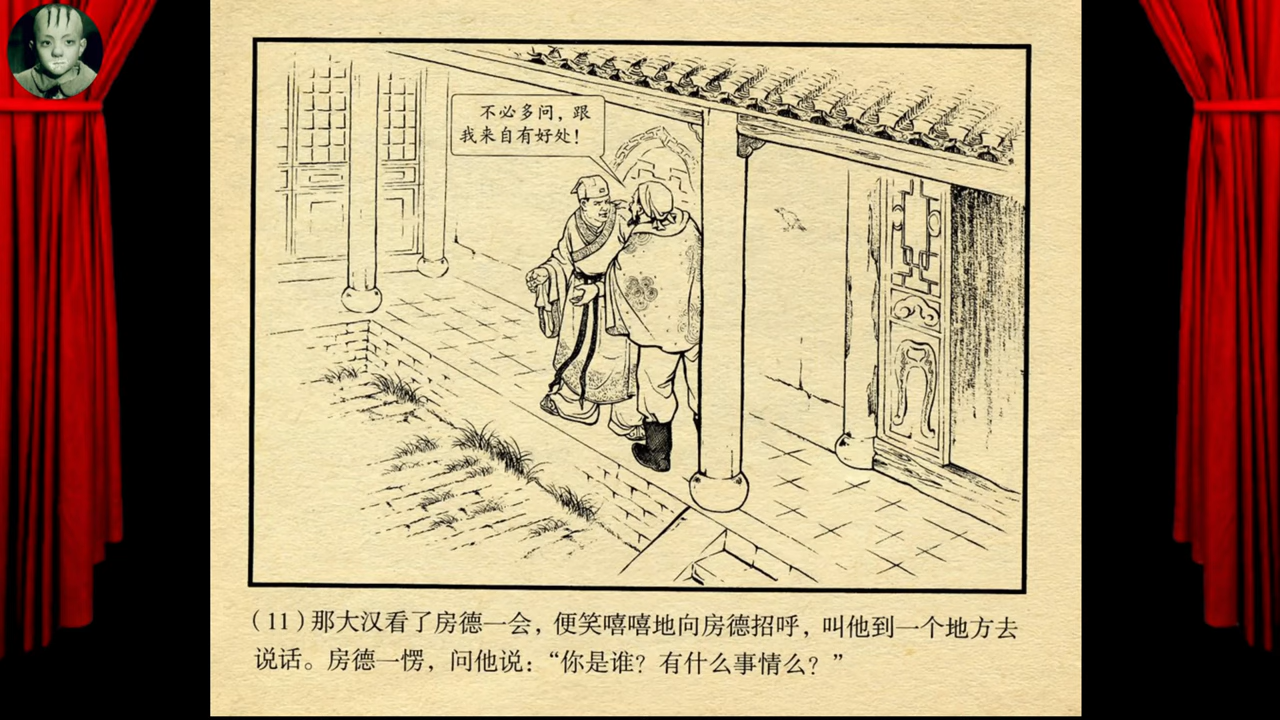 不必多问，跟
我来自有好处！
（11）那大汉看了房德一会，便笑嘻嘻地向房德招呼，叫他到一个地方去
说话。房德一愣，问他说：“你是谁？有什么事情么？”